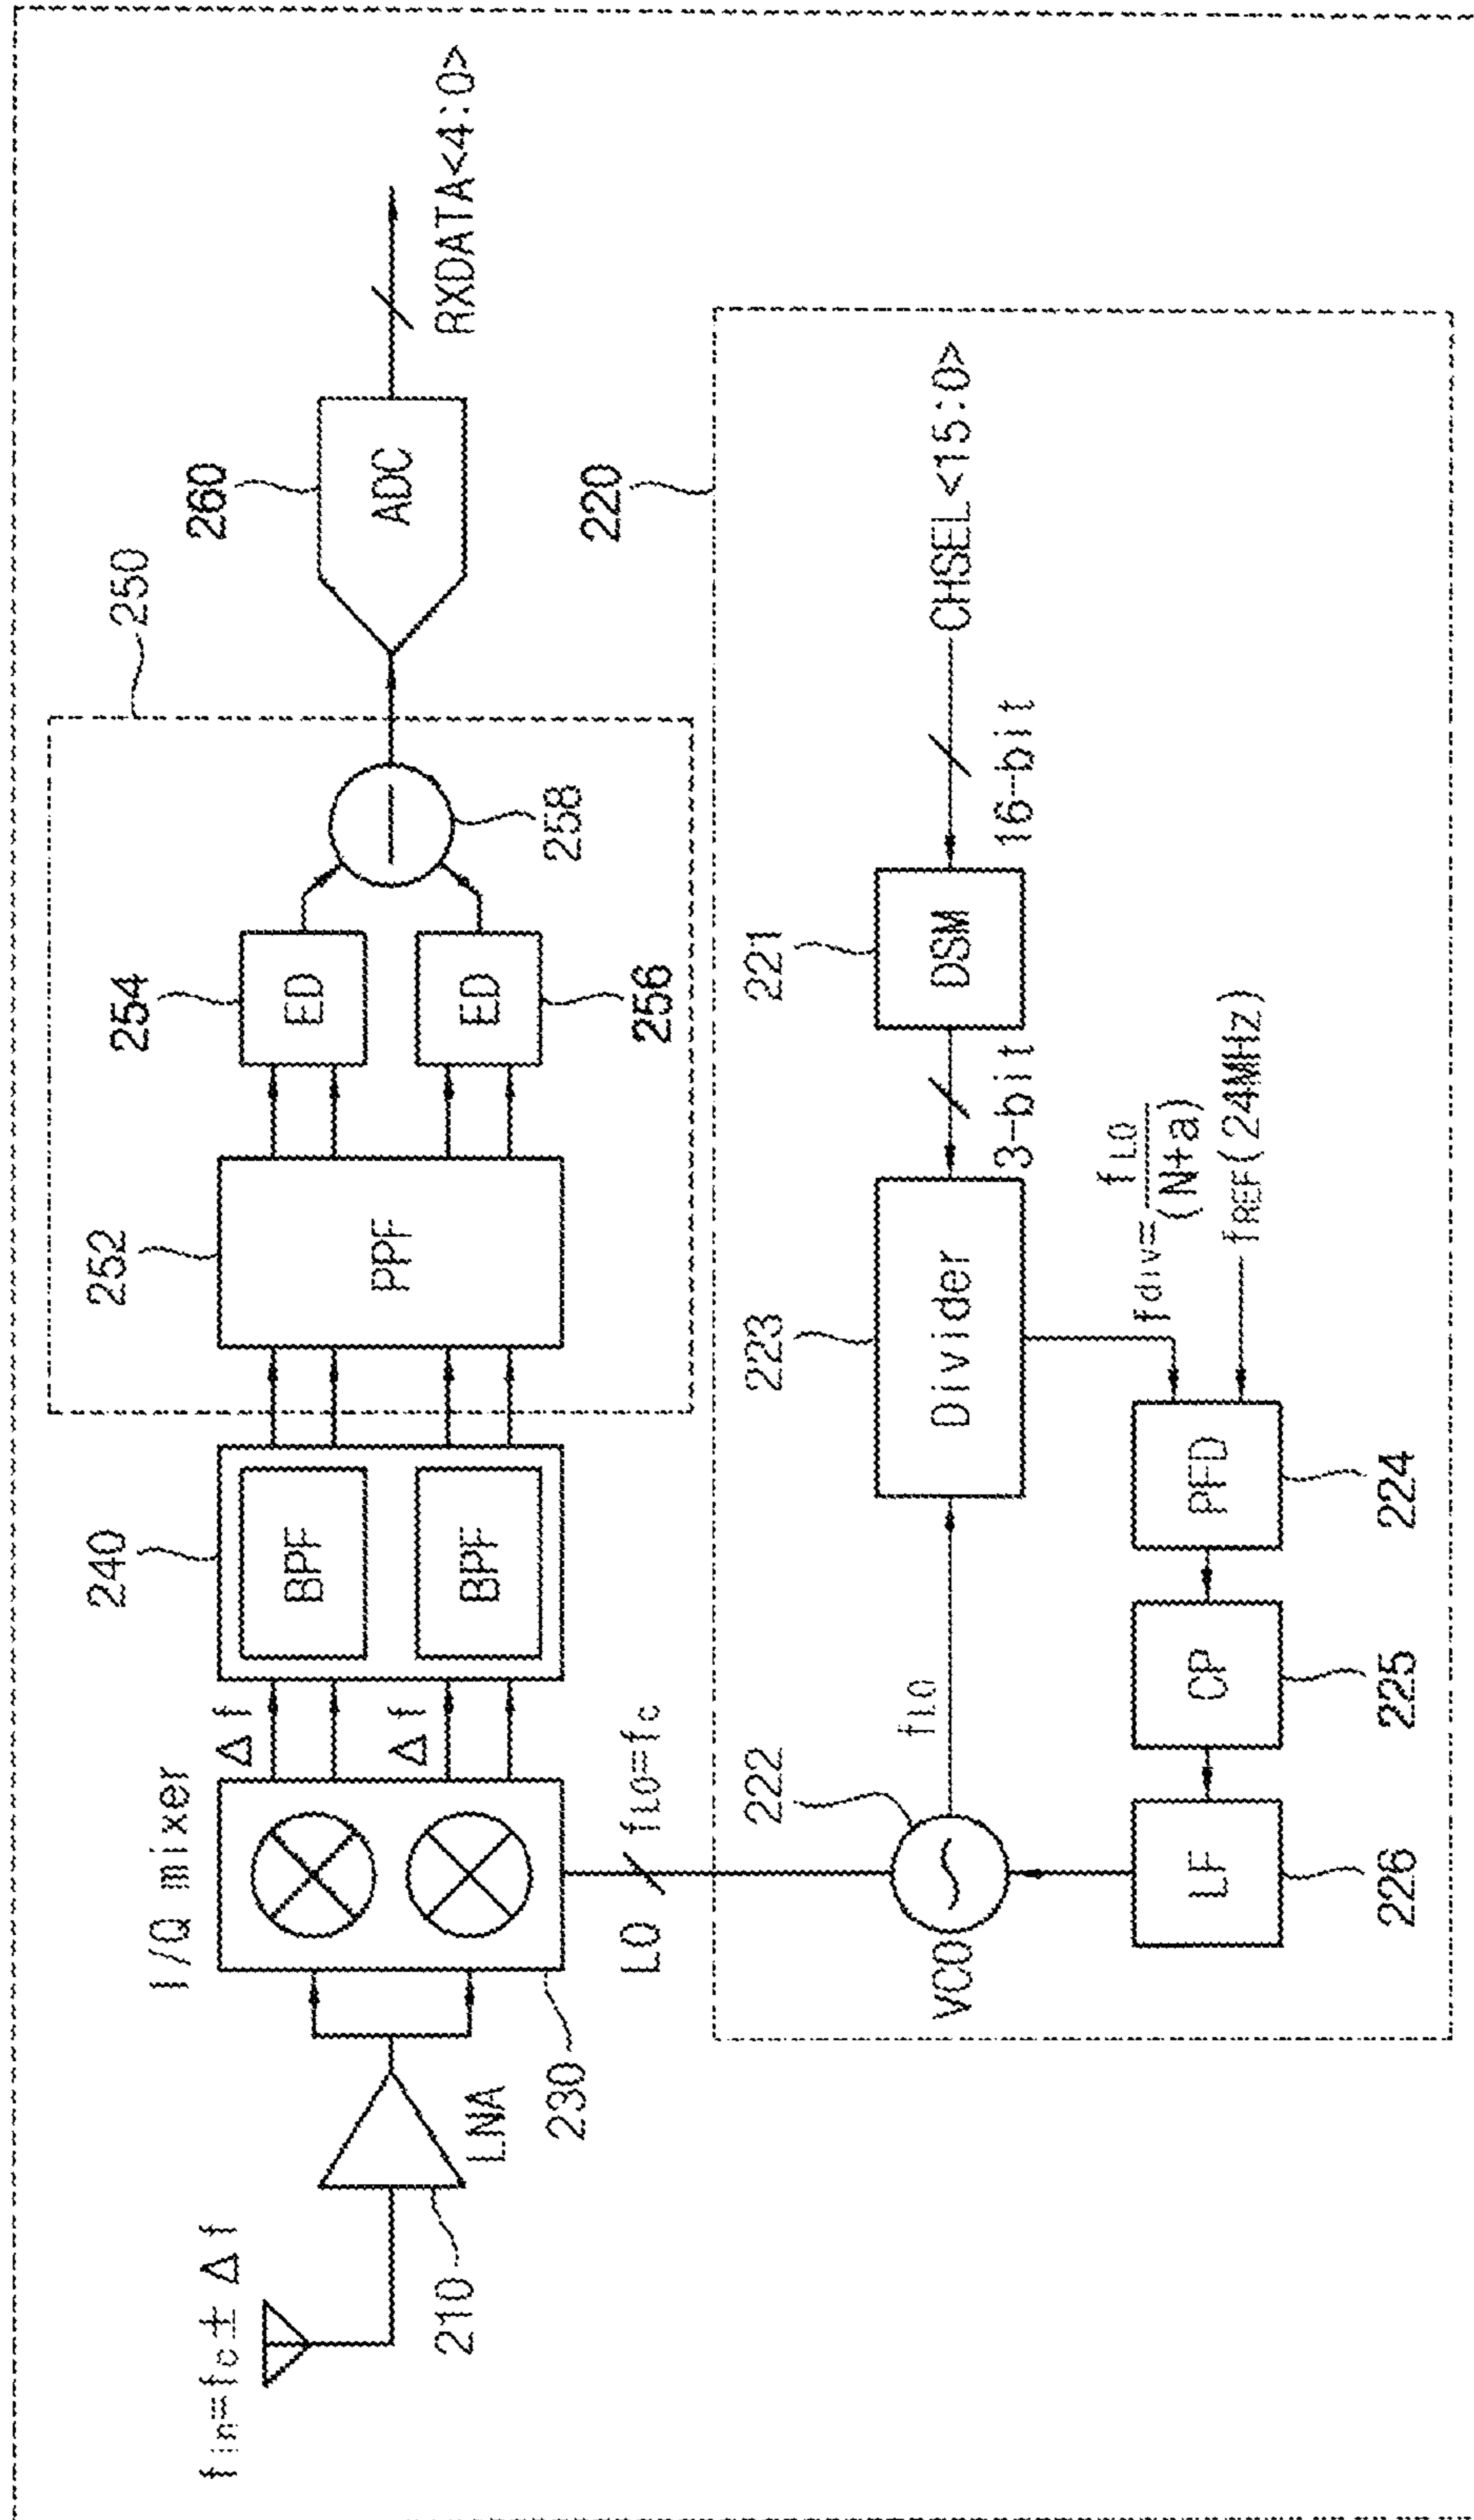 fin=fc± Δf
210
LNA
I/Q mixer
230
Δf
Δf
LO
fLO=fc
240
BPF
BPF
250
252
PPF
254
ED
ED
256
258
260
ADC
RXDATA<4:0>
220
222
VCO
fLO
223
Divider
3-bit
221
DSM
16-bit
CHSEL<15:0>
fdiv=fLO/(N+a)
fREF(24MHz)
PFD
224
CP
225
LF
226